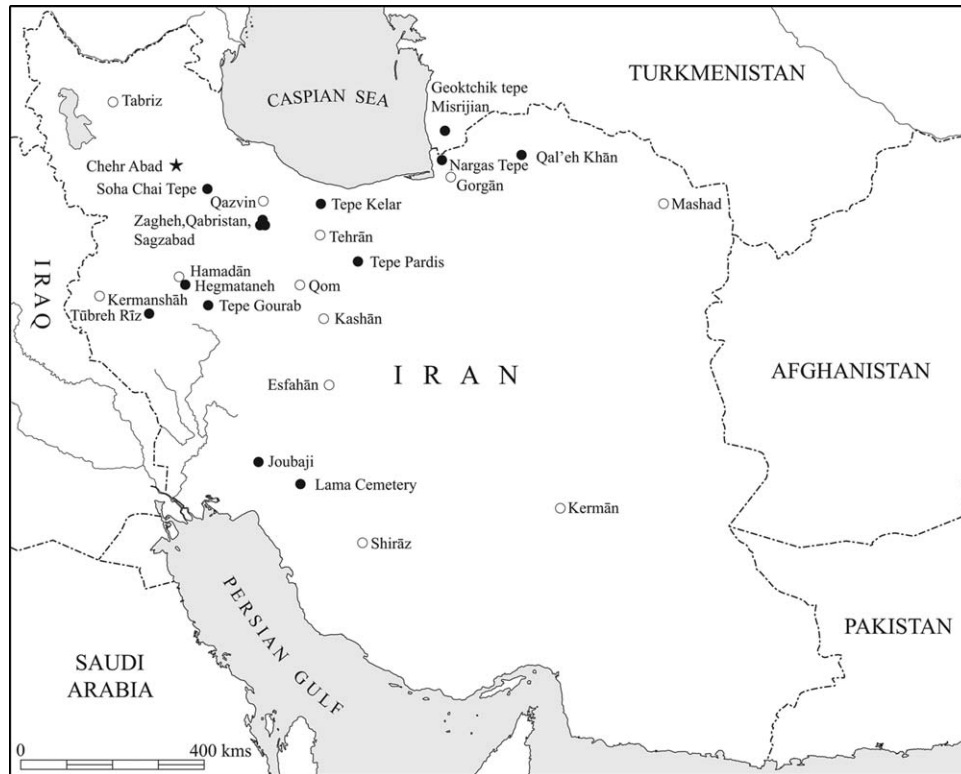 TURKMENISTAN
Geoktchik tepe
Misrijian
CASPIAN SEA
Tabriz
Chehr Abad
Nargas Tepe
Qal'eh Khān
Gorgān
Soha Chai Tepe
Qazvin
Tepe Kelar
Mashad
Zagheh,Qabristan,
Sagzabad
Tehrān
Tepe Pardis
IRAQ
Hamadān
Hegmataneh
Qom
Kermanshāh
Tepe Gourab
Tūbreh Rīz
Kashān
IRAN
AFGHANISTAN
Esfahān
Joubaji
Lama Cemetery
Kermān
Shirāz
PERSIAN GULF
PAKISTAN
SAUDI
ARABIA
0 400 kms